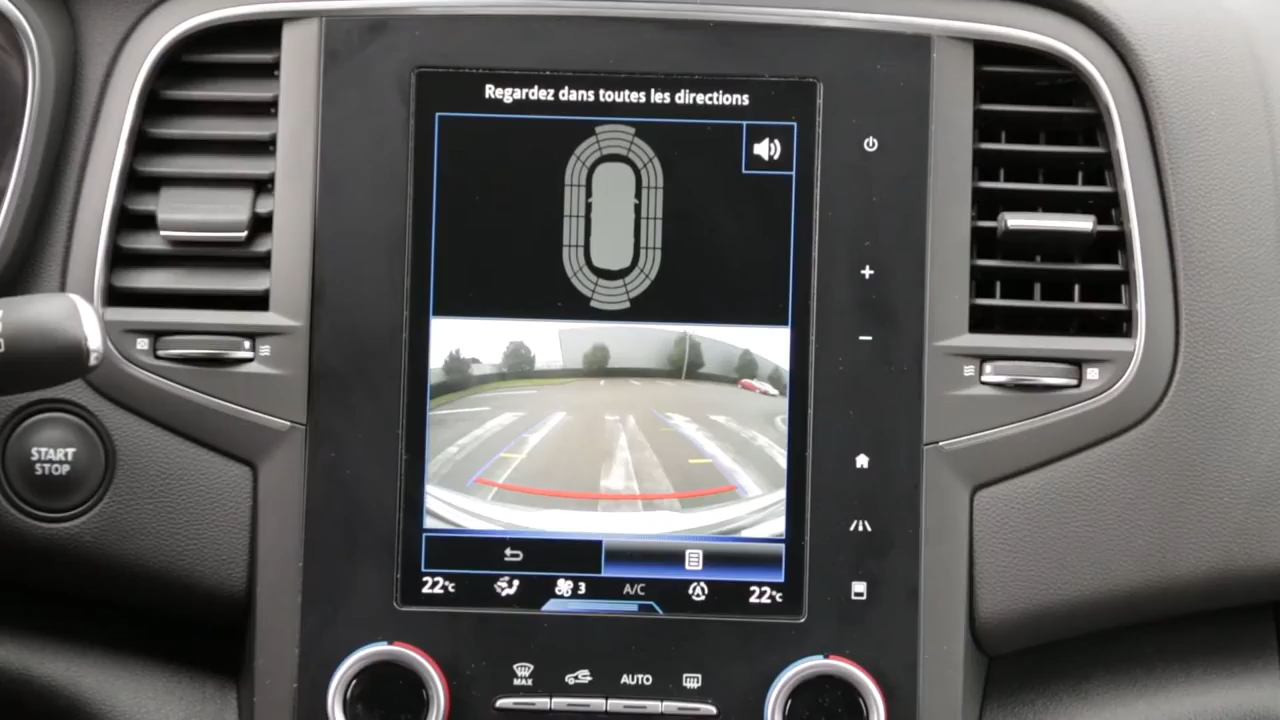 Regardez dans toutes les directions
START
STOP
22°C
3
A/C
A
22°C
MAX
AUTO